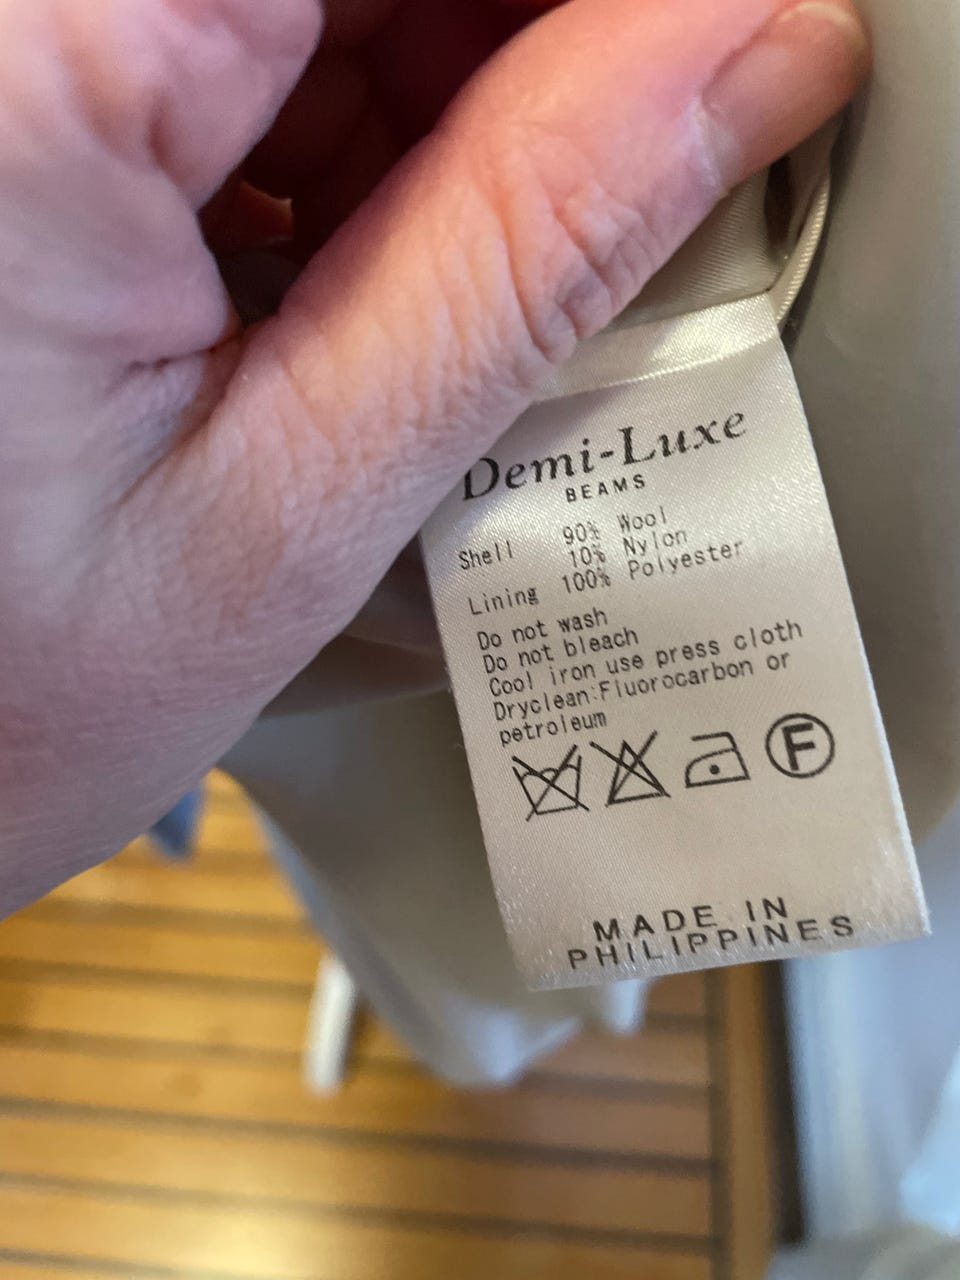 Demi-Luxe
BEAMS
Shell 90% Wool
10% Nylon
Lining 100% Polyester
Do not wash
Do not bleach
Cool iron use press cloth
Dryclean:Fluorocarbon or
petroleum
F
MADE IN
PHILIPPINES